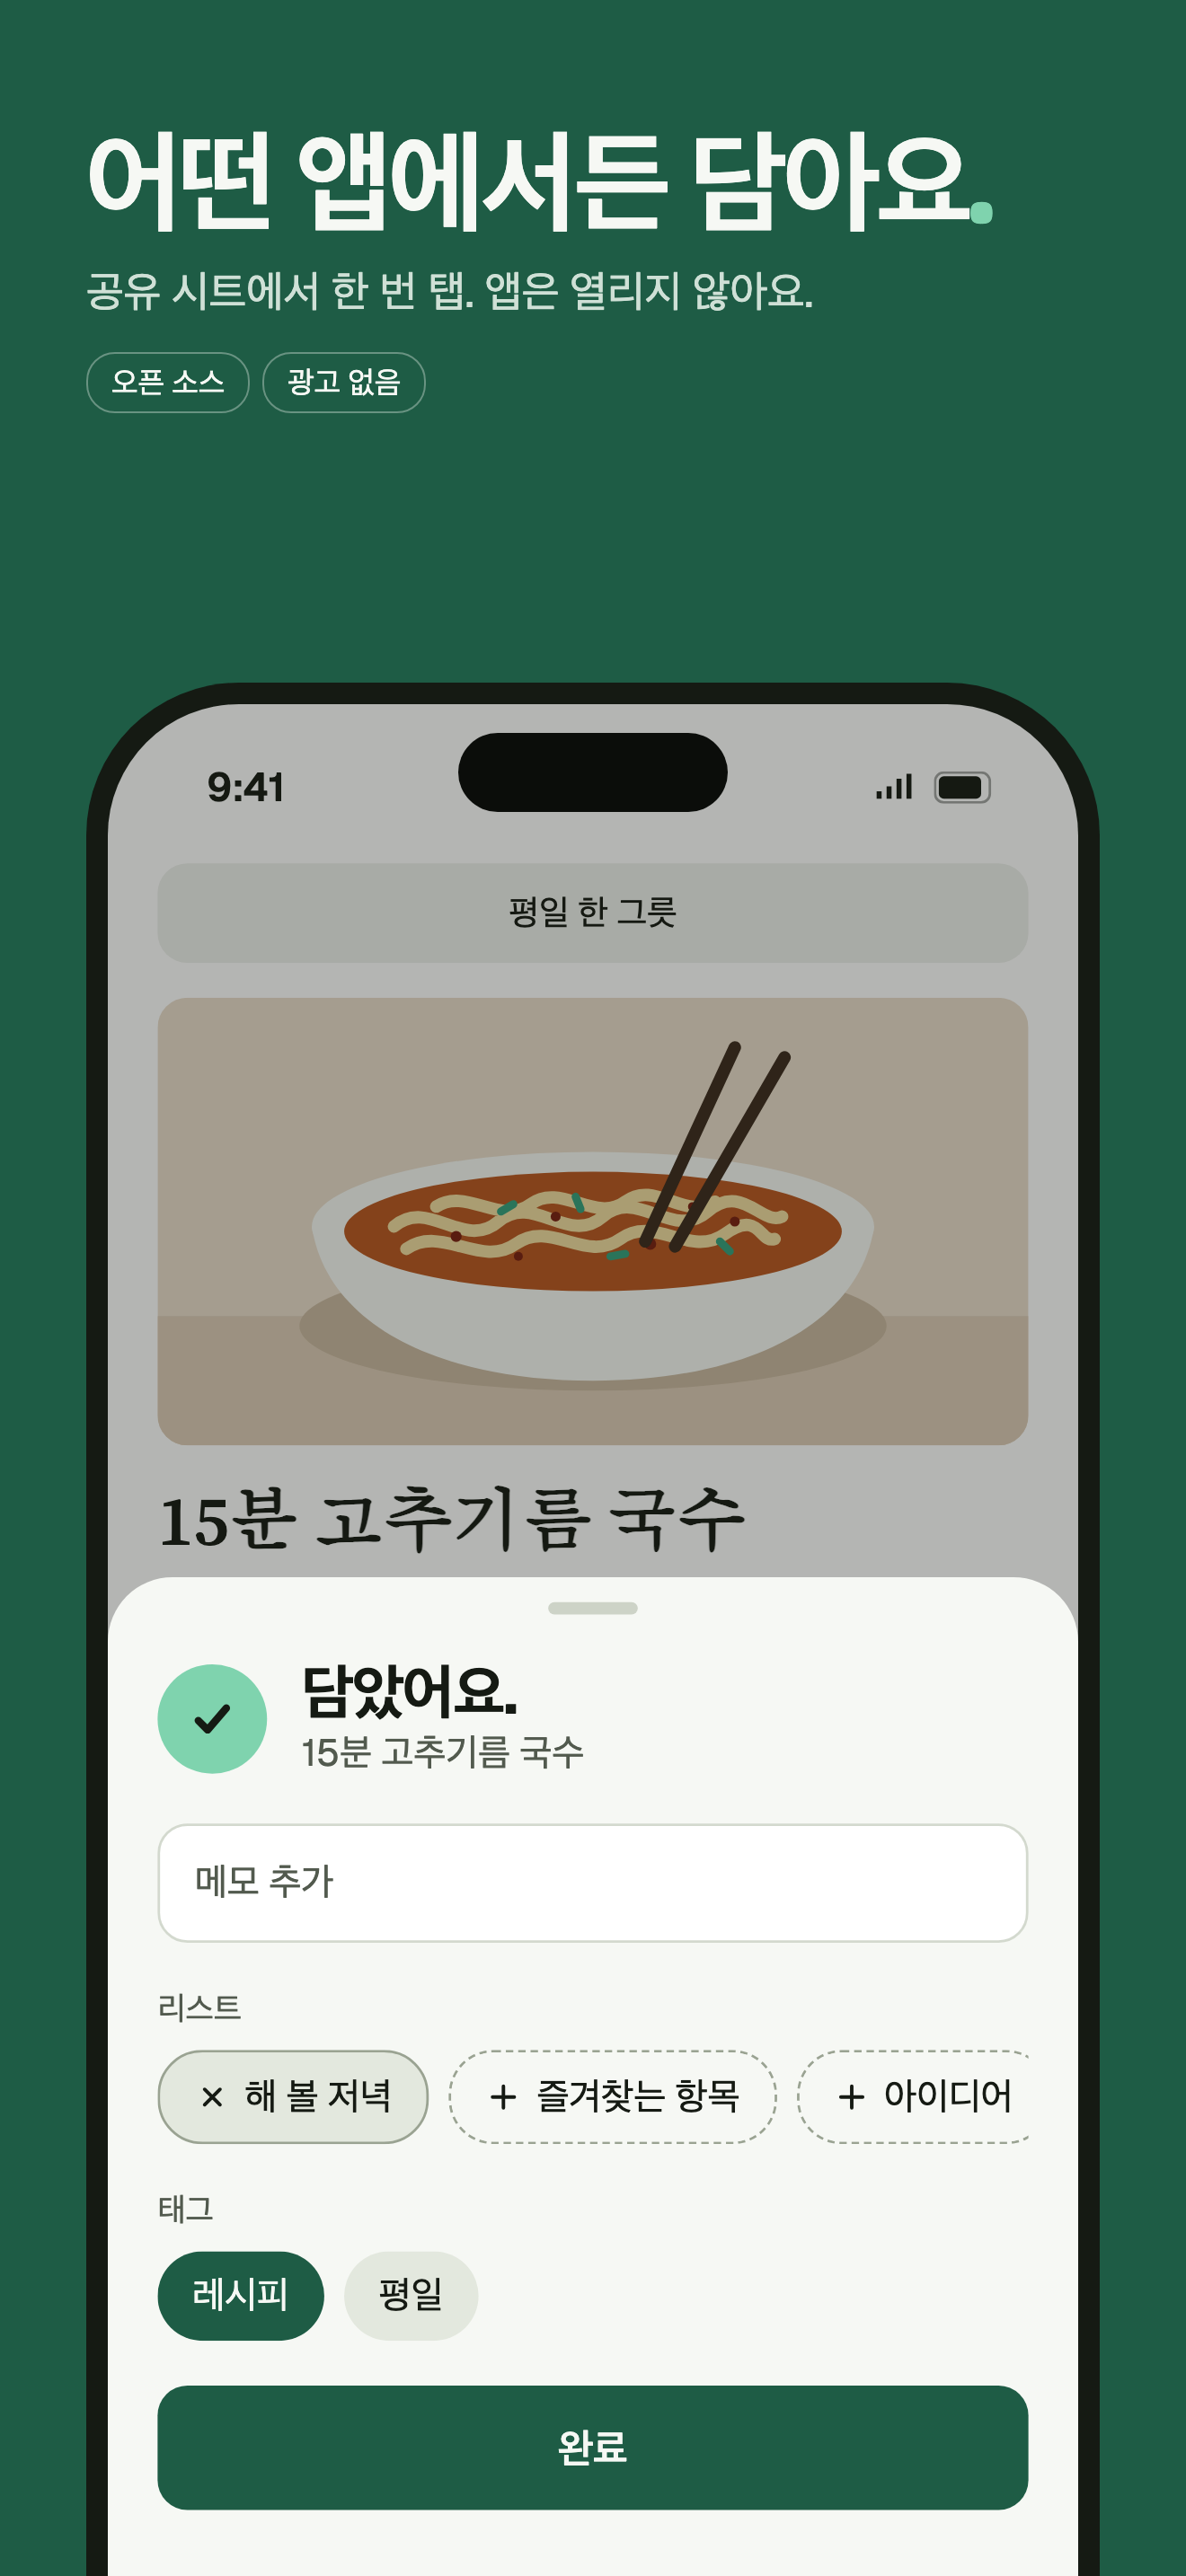 어떤 앱에서든 담아요.
공유 시트에서 한 번 탭. 앱은 열리지 않아요.
오픈 소스 광고 없음
9:41
평일 한 그릇
15분 고추기름 국수
담았어요.
15분 고추기름 국수
메모 추가
리스트
해 볼 저녁 즐겨찾는 항목 아이디어
태그
레시피 평일
완료